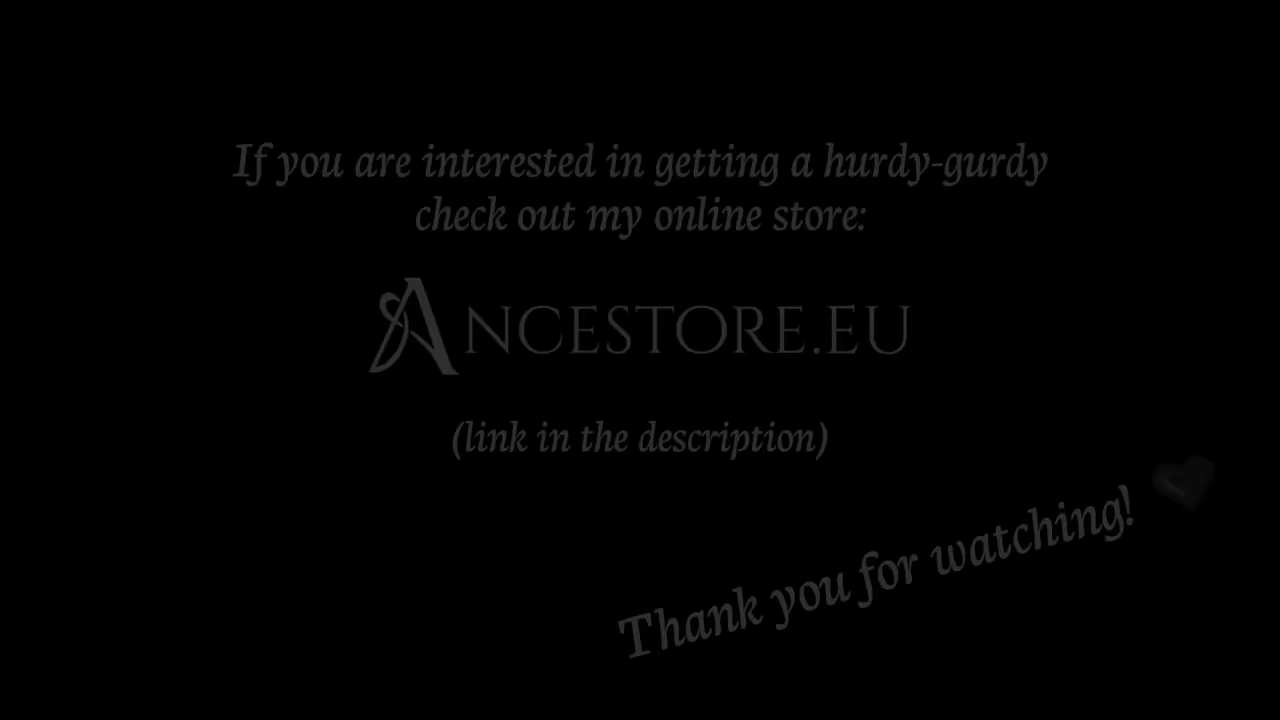 If you are interested in getting a hurdy-gurdy
check out my online store:
ANCESTORE.EU
(link in the description)
Thank you for watching!